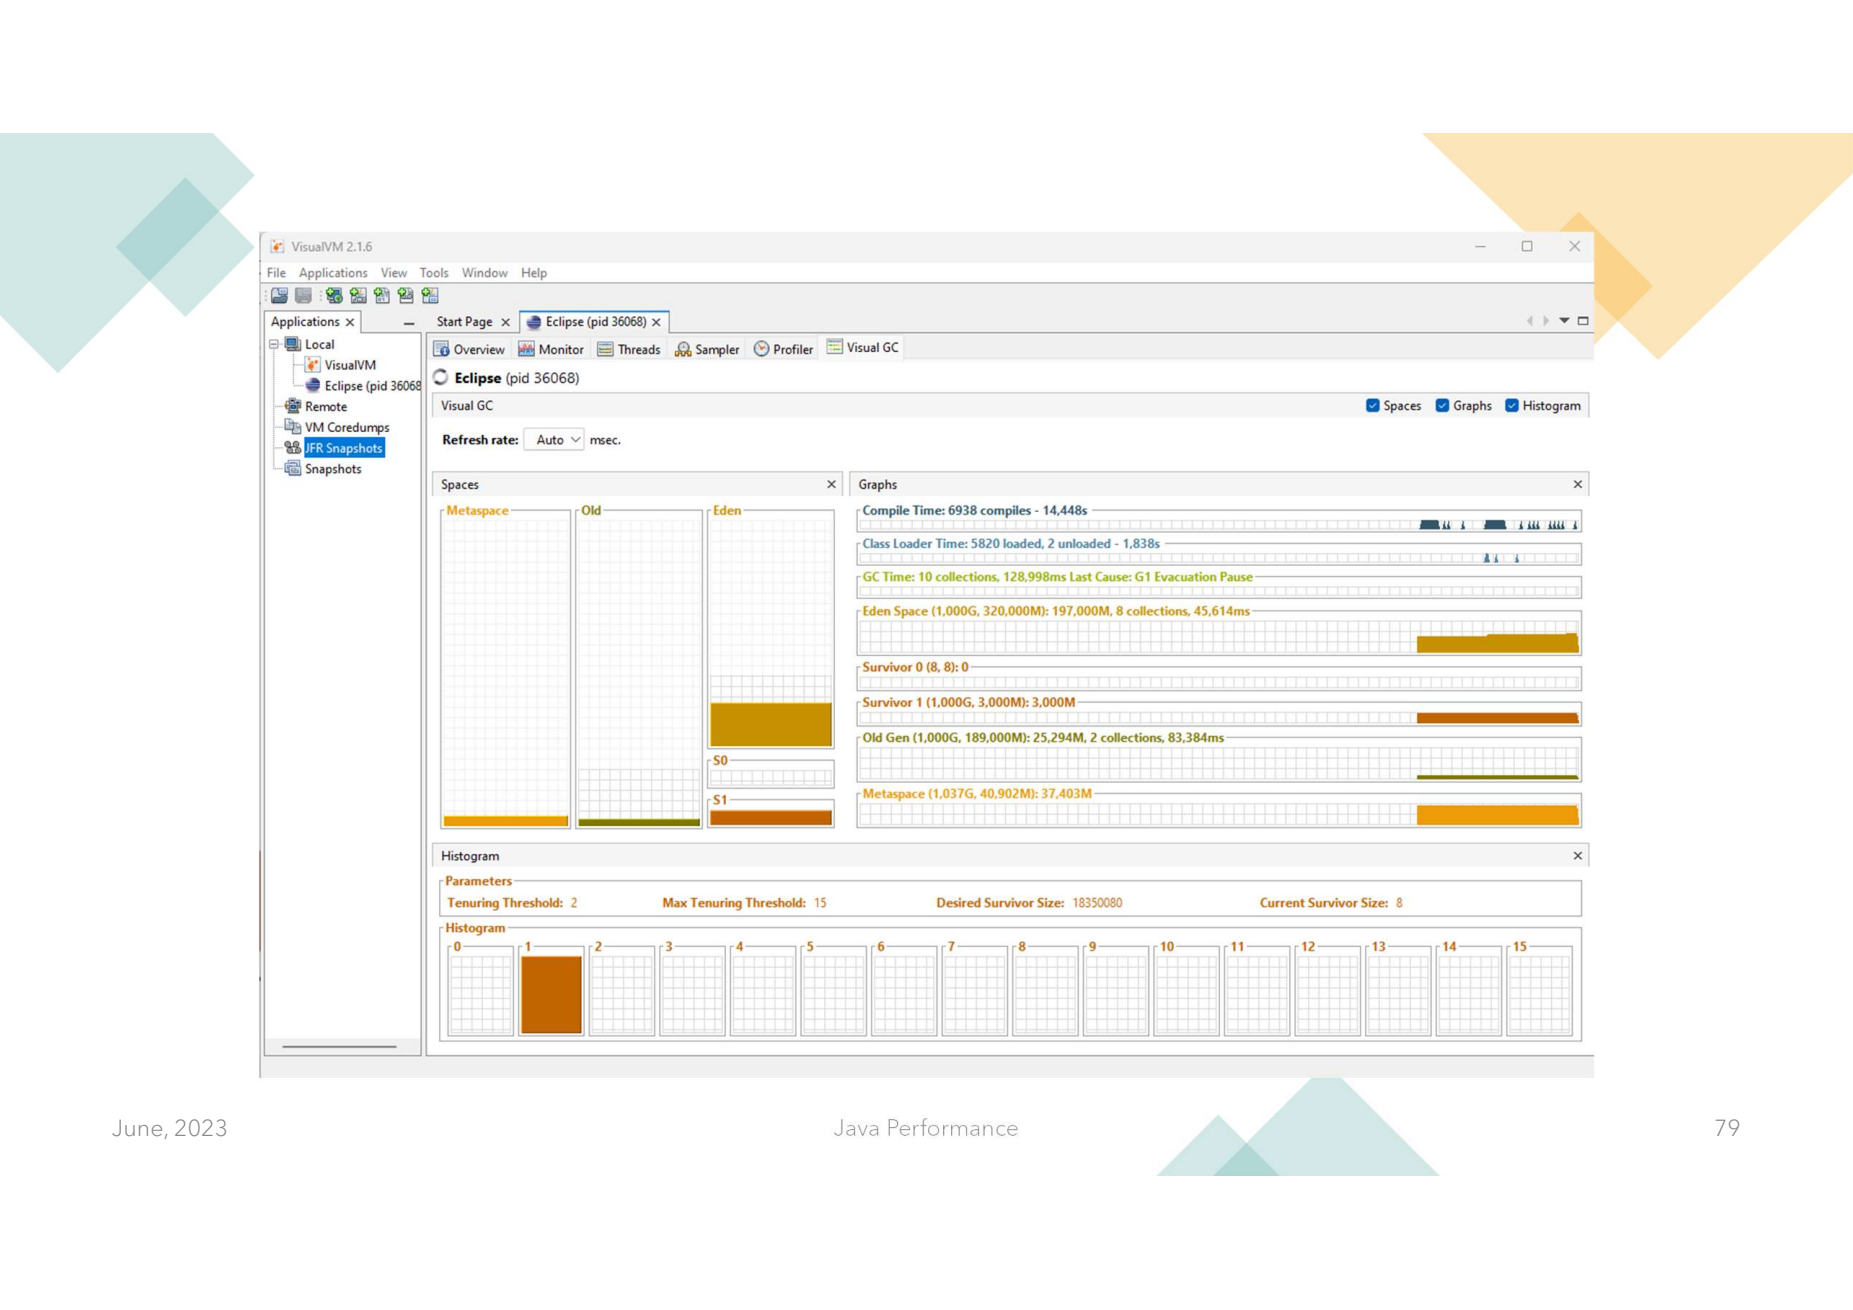 VisualVM 2.1.6
File Applications View Tools Window Help
Applications
Start Page
Eclipse (pid 36068)
Local
VisualVM
Eclipse (pid 36068
Remote
VM Coredumps
JFR Snapshots
Snapshots
Overview Monitor Threads Sampler Profiler Visual GC
Eclipse (pid 36068)
Visual GC
Spaces Graphs Histogram
Refresh rate: Auto msec.
Spaces
Metaspace
Old
Eden
S0
S1
Graphs
Compile Time: 6938 compiles - 14,448s
Class Loader Time: 5820 loaded, 2 unloaded - 1,838s
GC Time: 10 collections, 128,998ms Last Cause: G1 Evacuation Pause
Eden Space (1,000G, 320,000M): 197,000M, 8 collections, 45,614ms
Survivor 0 (8, 8): 0
Survivor 1 (1,000G, 3,000M): 3,000M
Old Gen (1,000G, 189,000M): 25,294M, 2 collections, 83,384ms
Metaspace (1,037G, 40,902M): 37,403M
Histogram
Parameters
Tenuring Threshold: 2 Max Tenuring Threshold: 15 Desired Survivor Size: 18350080 Current Survivor Size: 8
Histogram
0 1 2 3 4 5 6 7 8 9 10 11 12 13 14 15
June, 2023
Java Performance
79